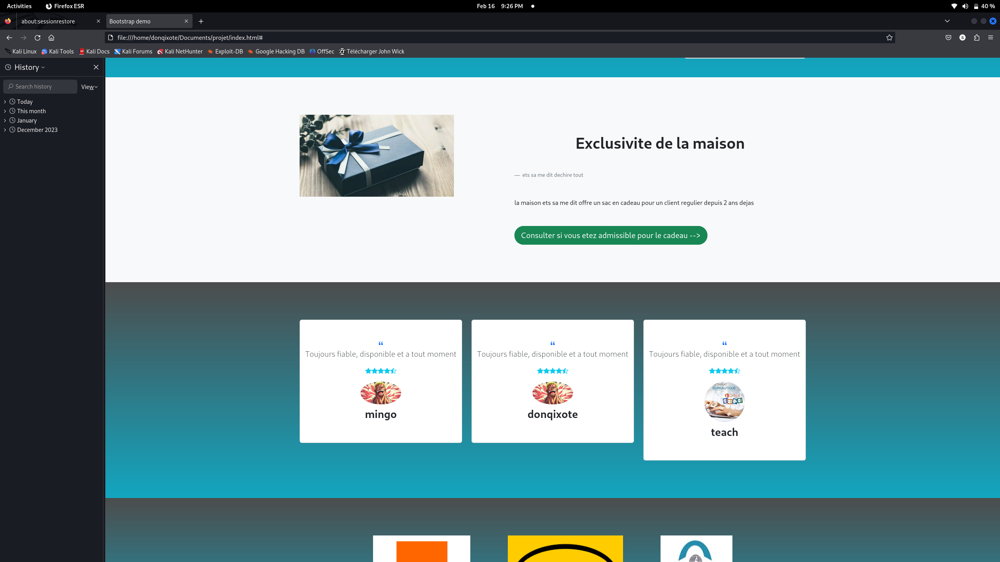 Activities Firefox ESR Feb 16 9:26 PM 40 %
about:sessionrestore Bootstrap demo
file:///home/donqixote/Documents/projet/index.html#
Kali Linux Kali Tools Kali Docs Kali Forums Kali NetHunter Exploit-DB Google Hacking DB OffSec Télécharger John Wick
History
Search history View
Today
This month
January
December 2023
Exclusivite de la maison
— ets sa me dit dechire tout
la maison ets sa me dit offre un sac en cadeau pour un client regulier depuis 2 ans dejas
Consulter si vous etez admissible pour le cadeau -->
“
Toujours fiable, disponible et a tout moment
mingo
“
Toujours fiable, disponible et a tout moment
donqixote
“
Toujours fiable, disponible et a tout moment
BUREAUTIQUE
Office
teach